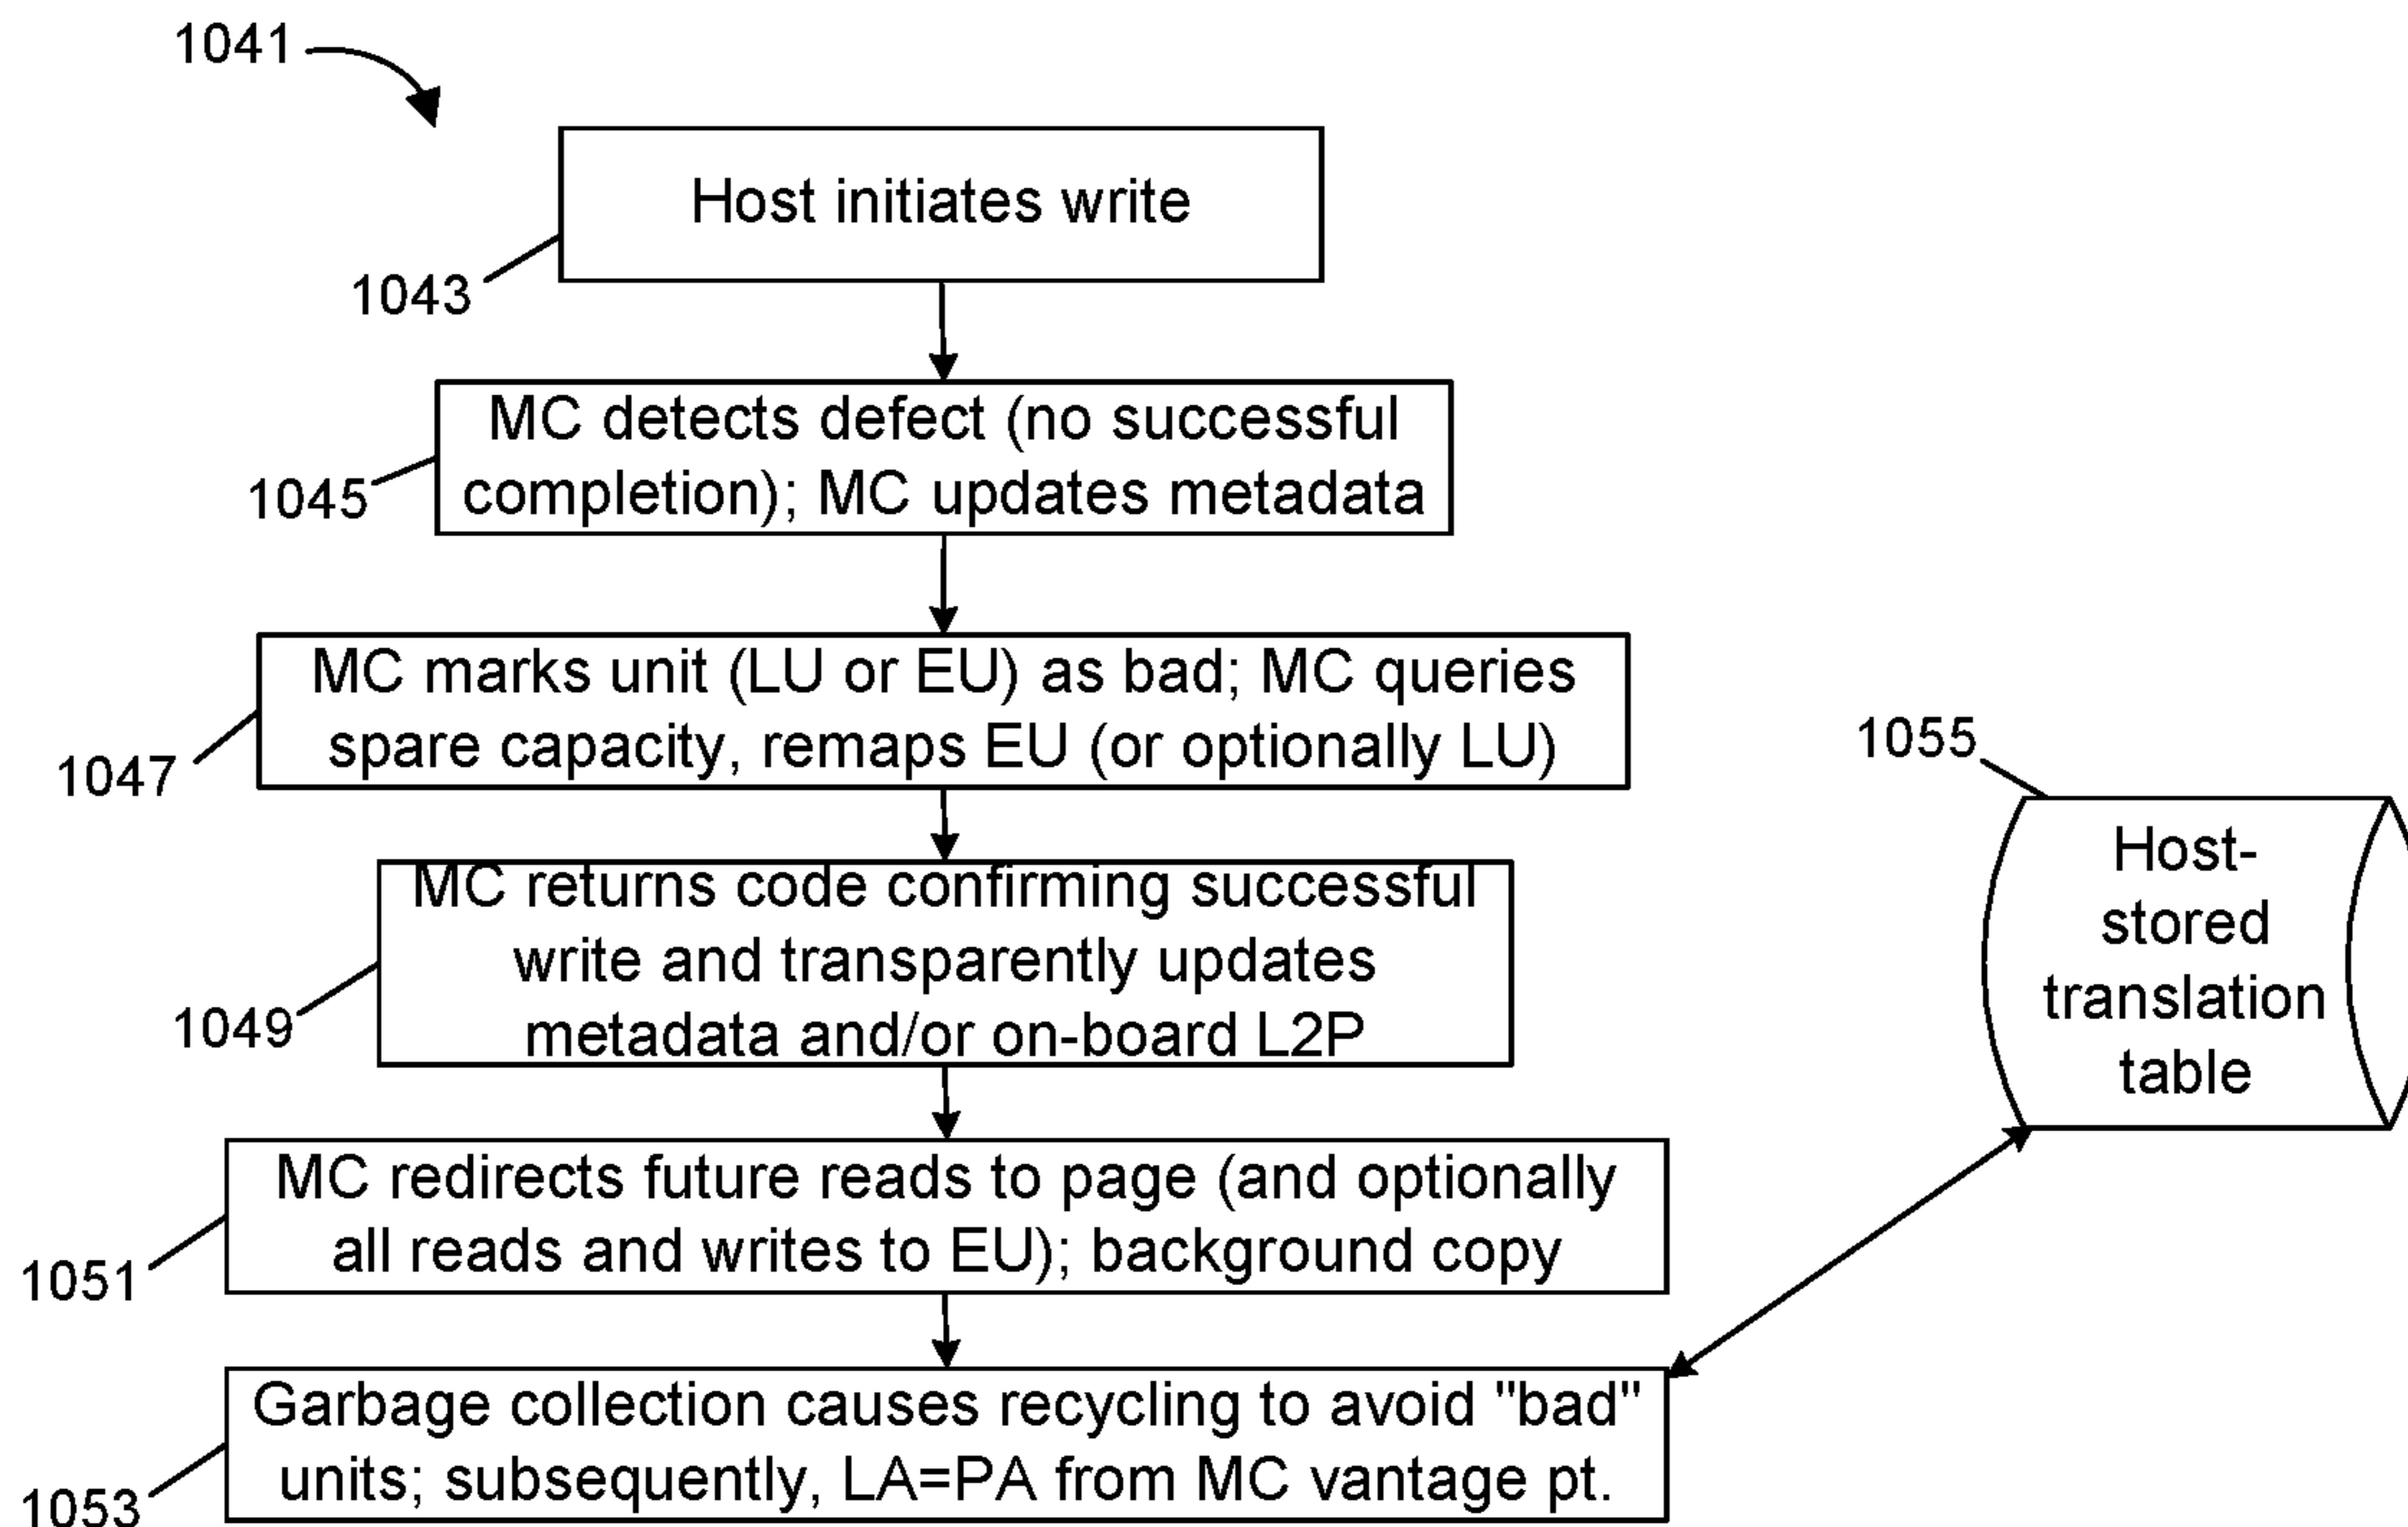 1041
Host initiates write
1043
MC detects defect (no successful
completion); MC updates metadata
1045
MC marks unit (LU or EU) as bad; MC queries
spare capacity, remaps EU (or optionally LU)
1047
MC returns code confirming successful
write and transparently updates
metadata and/or on-board L2P
1049
1055
Host-
stored
translation
table
MC redirects future reads to page (and optionally
all reads and writes to EU); background copy
1051
Garbage collection causes recycling to avoid "bad"
units; subsequently, LA=PA from MC vantage pt.
1053